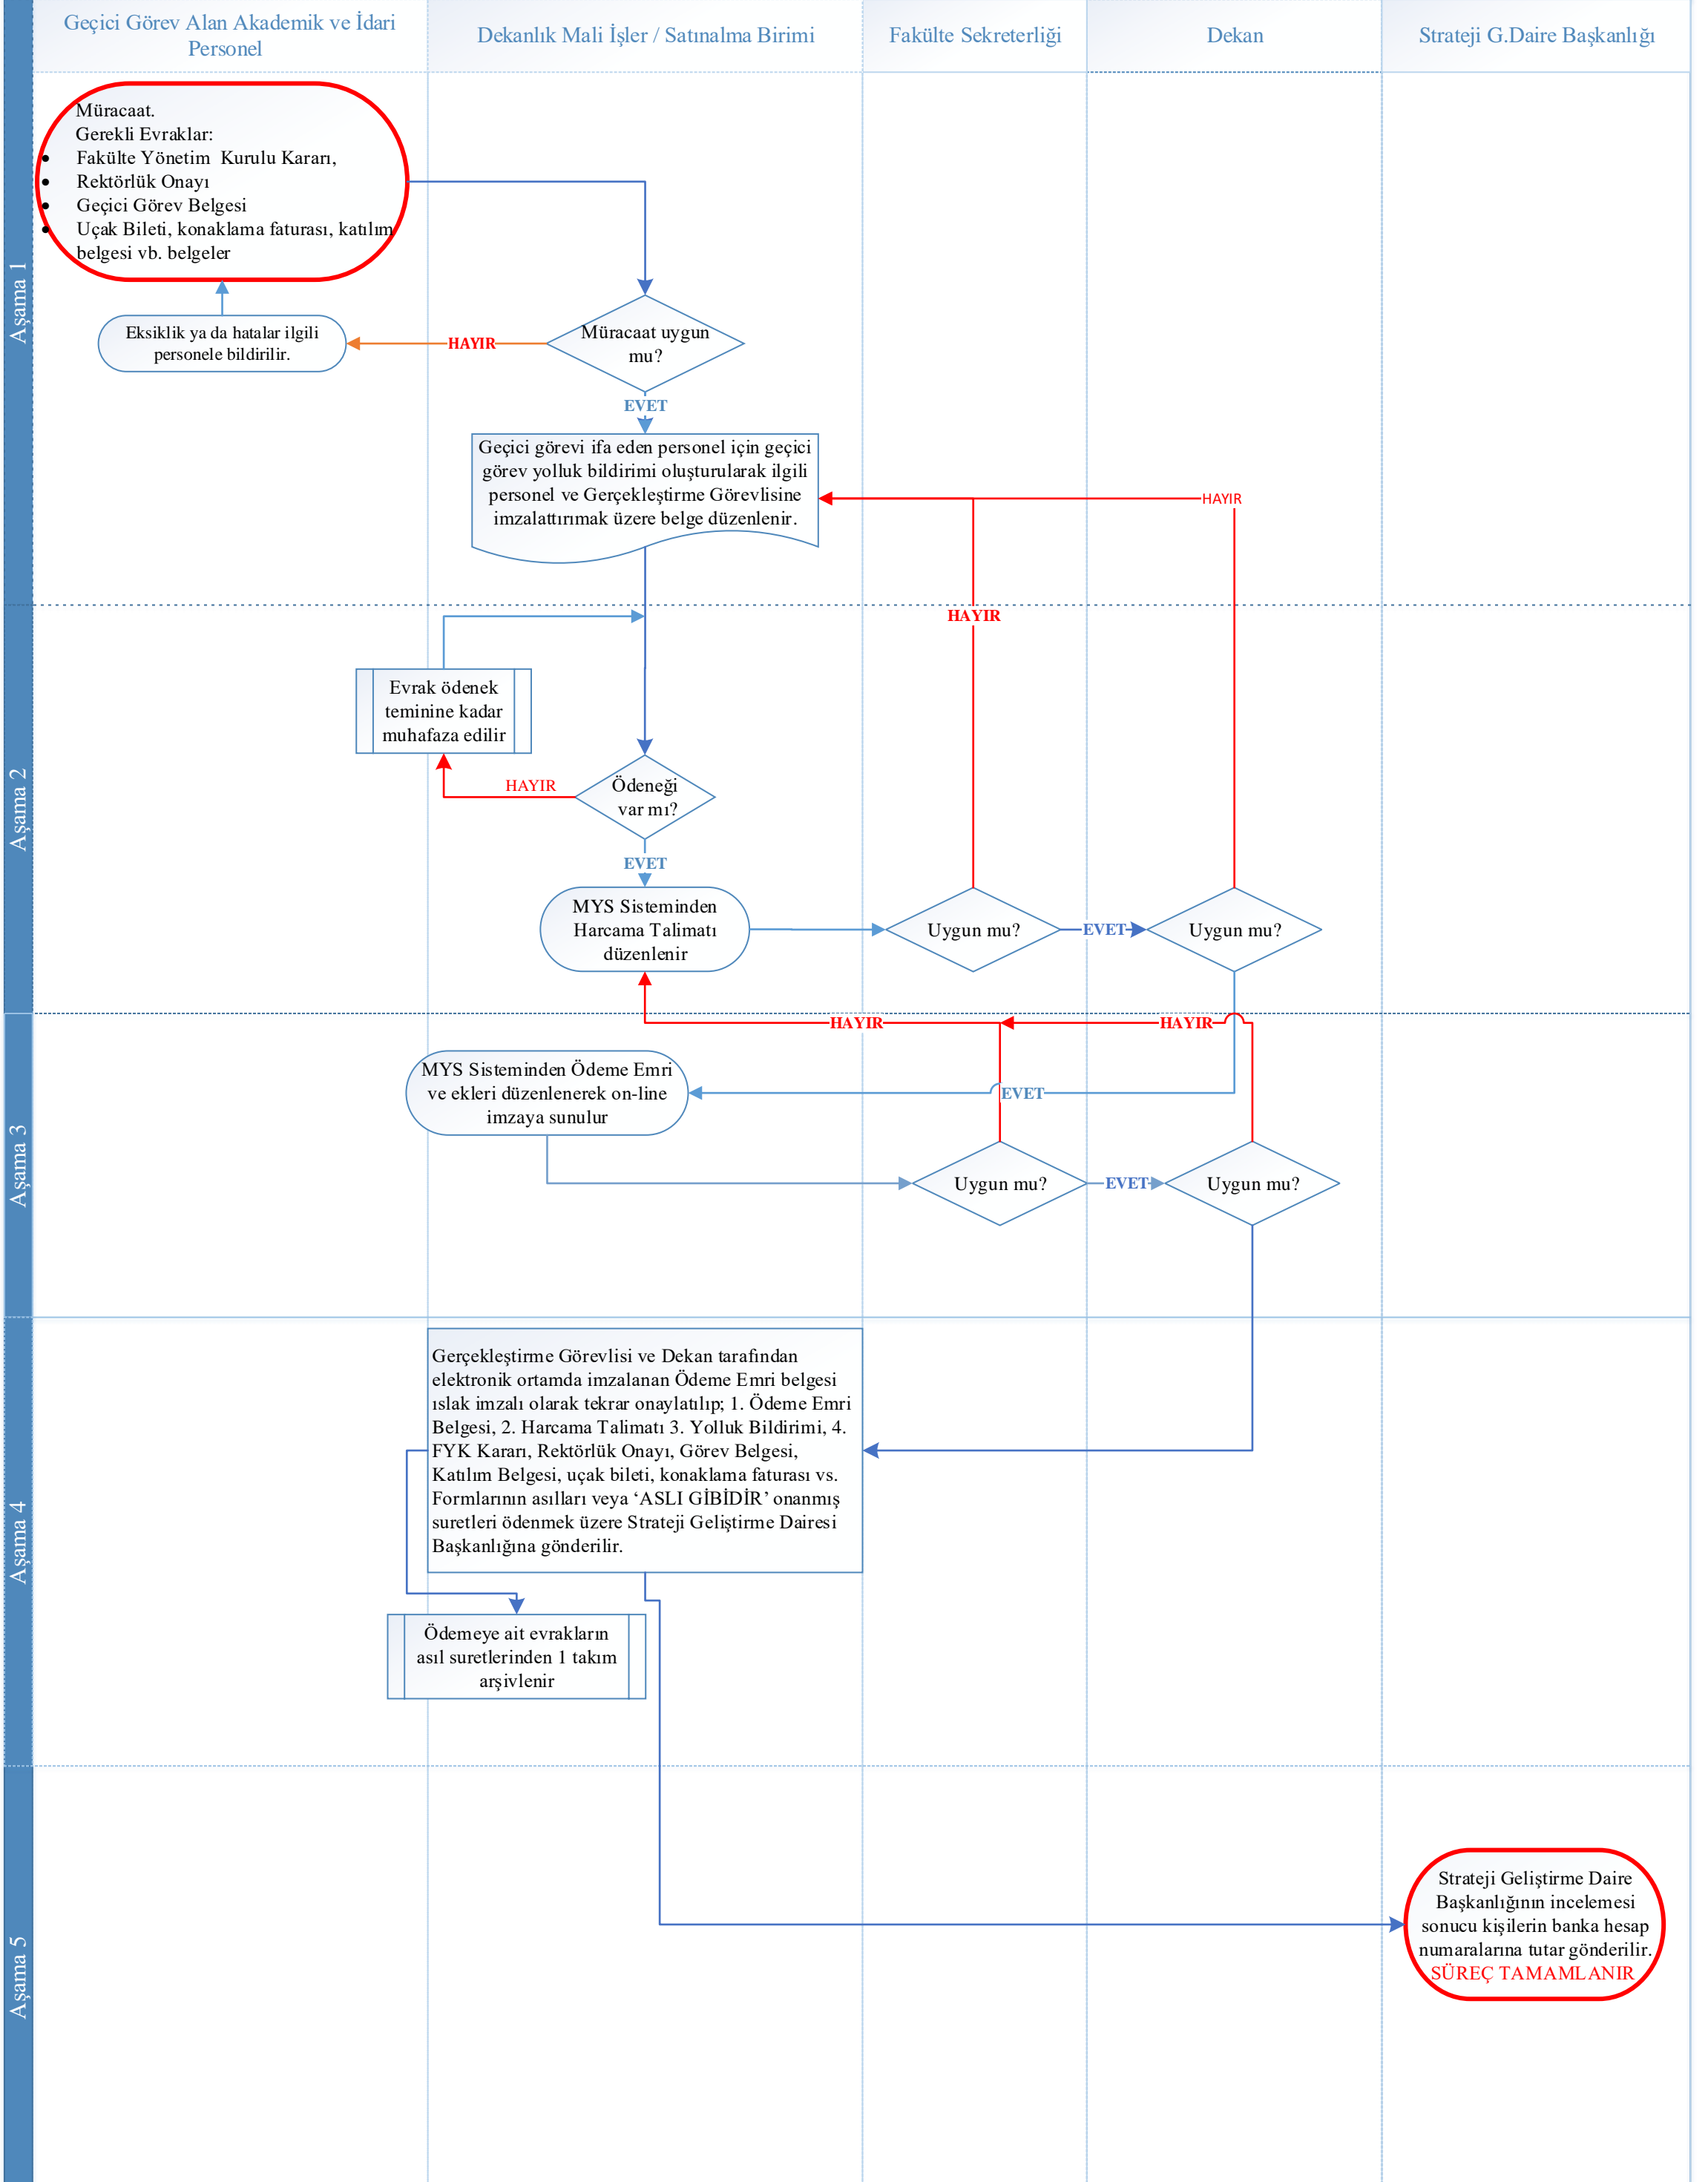 Geçici Görev Alan Akademik ve İdari
Personel
Dekanlık Mali İşler / Satınalma Birimi
Fakülte Sekreterliği
Dekan
Strateji G.Daire Başkanlığı
Aşama 1
Müracaat.
Gerekli Evraklar:
• Fakülte Yönetim Kurulu Kararı,
• Rektörlük Onayı
• Geçici Görev Belgesi
• Uçak Bileti, konaklama faturası, katılım
belgesi vb. belgeler
Eksiklik ya da hatalar ilgili
personele bildirilir.
HAYIR
Müracaat uygun
mu?
EVET
Geçici görevi ifa eden personel için geçici
görev yolluk bildirimi oluşturularak ilgili
personel ve Gerçekleştirme Görevlisine
imzalattırımak üzere belge düzenlenir.
HAYIR
Aşama 2
HAYIR
Evrak ödenek
teminine kadar
muhafaza edilir
HAYIR
Ödeneği
var mı?
EVET
MYS Sisteminden
Harcama Talimatı
düzenlenir
Uygun mu?
EVET
Uygun mu?
Aşama 3
HAYIR
HAYIR
MYS Sisteminden Ödeme Emri
ve ekleri düzenlenerek on-line
imzaya sunulur
EVET
Uygun mu?
EVET
Uygun mu?
Aşama 4
Gerçekleştirme Görevlisi ve Dekan tarafından
elektronik ortamda imzalanan Ödeme Emri belgesi
ıslak imzalı olarak tekrar onaylatılıp; 1. Ödeme Emri
Belgesi, 2. Harcama Talimatı 3. Yolluk Bildirimi, 4.
FYK Kararı, Rektörlük Onayı, Görev Belgesi,
Katılım Belgesi, uçak bileti, konaklama faturası vs.
Formlarının asılları veya ‘ASLI GİBİDİR’ onanmış
suretleri ödenmek üzere Strateji Geliştirme Dairesi
Başkanlığına gönderilir.
Ödemeye ait evrakların
asıl suretlerinden 1 takım
arşivlenir
Aşama 5
Strateji Geliştirme Daire
Başkanlığının incelemesi
sonucu kişilerin banka hesap
numaralarına tutar gönderilir.
SÜREÇ TAMAMLANIR